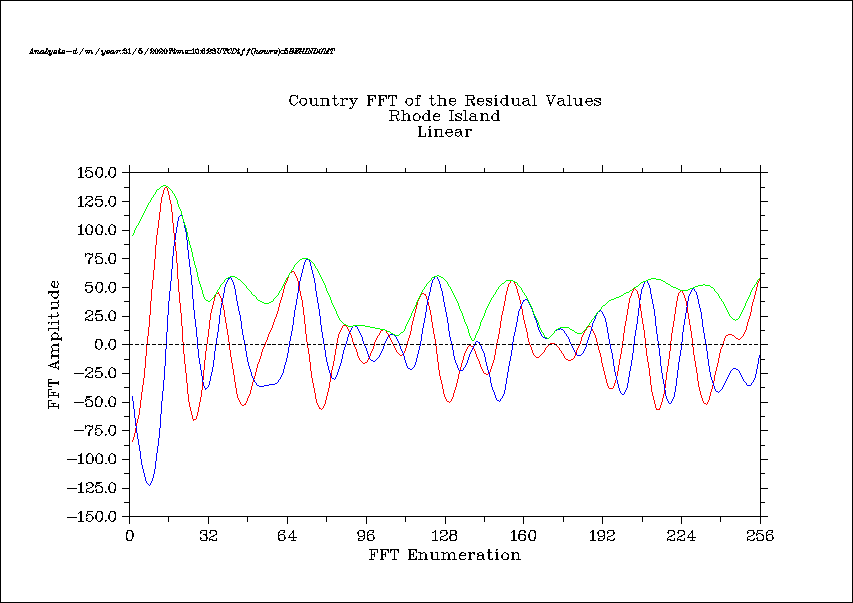 Country FFT of the Residual Values
Rhode Island
Linear
150.0
125.0
100.0
75.0
50.0
25.0
0.0
-25.0
-50.0
-75.0
-100.0
-125.0
-150.0
FFT Amplitude
0 32 64 96 128 160 192 224 256
FFT Enumeration